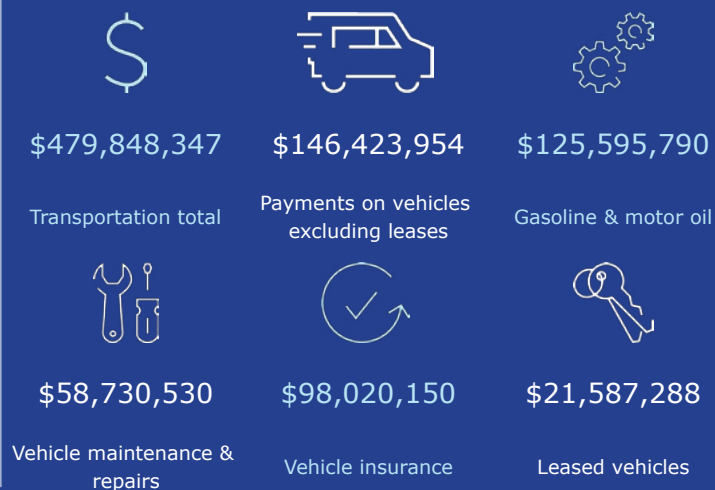 $479,848,347
$146,423,954
$125,595,790
Transportation total
Payments on vehicles
excluding leases
Gasoline & motor oil
$58,730,530
$98,020,150
$21,587,288
Vehicle maintenance &
repairs
Vehicle insurance
Leased vehicles